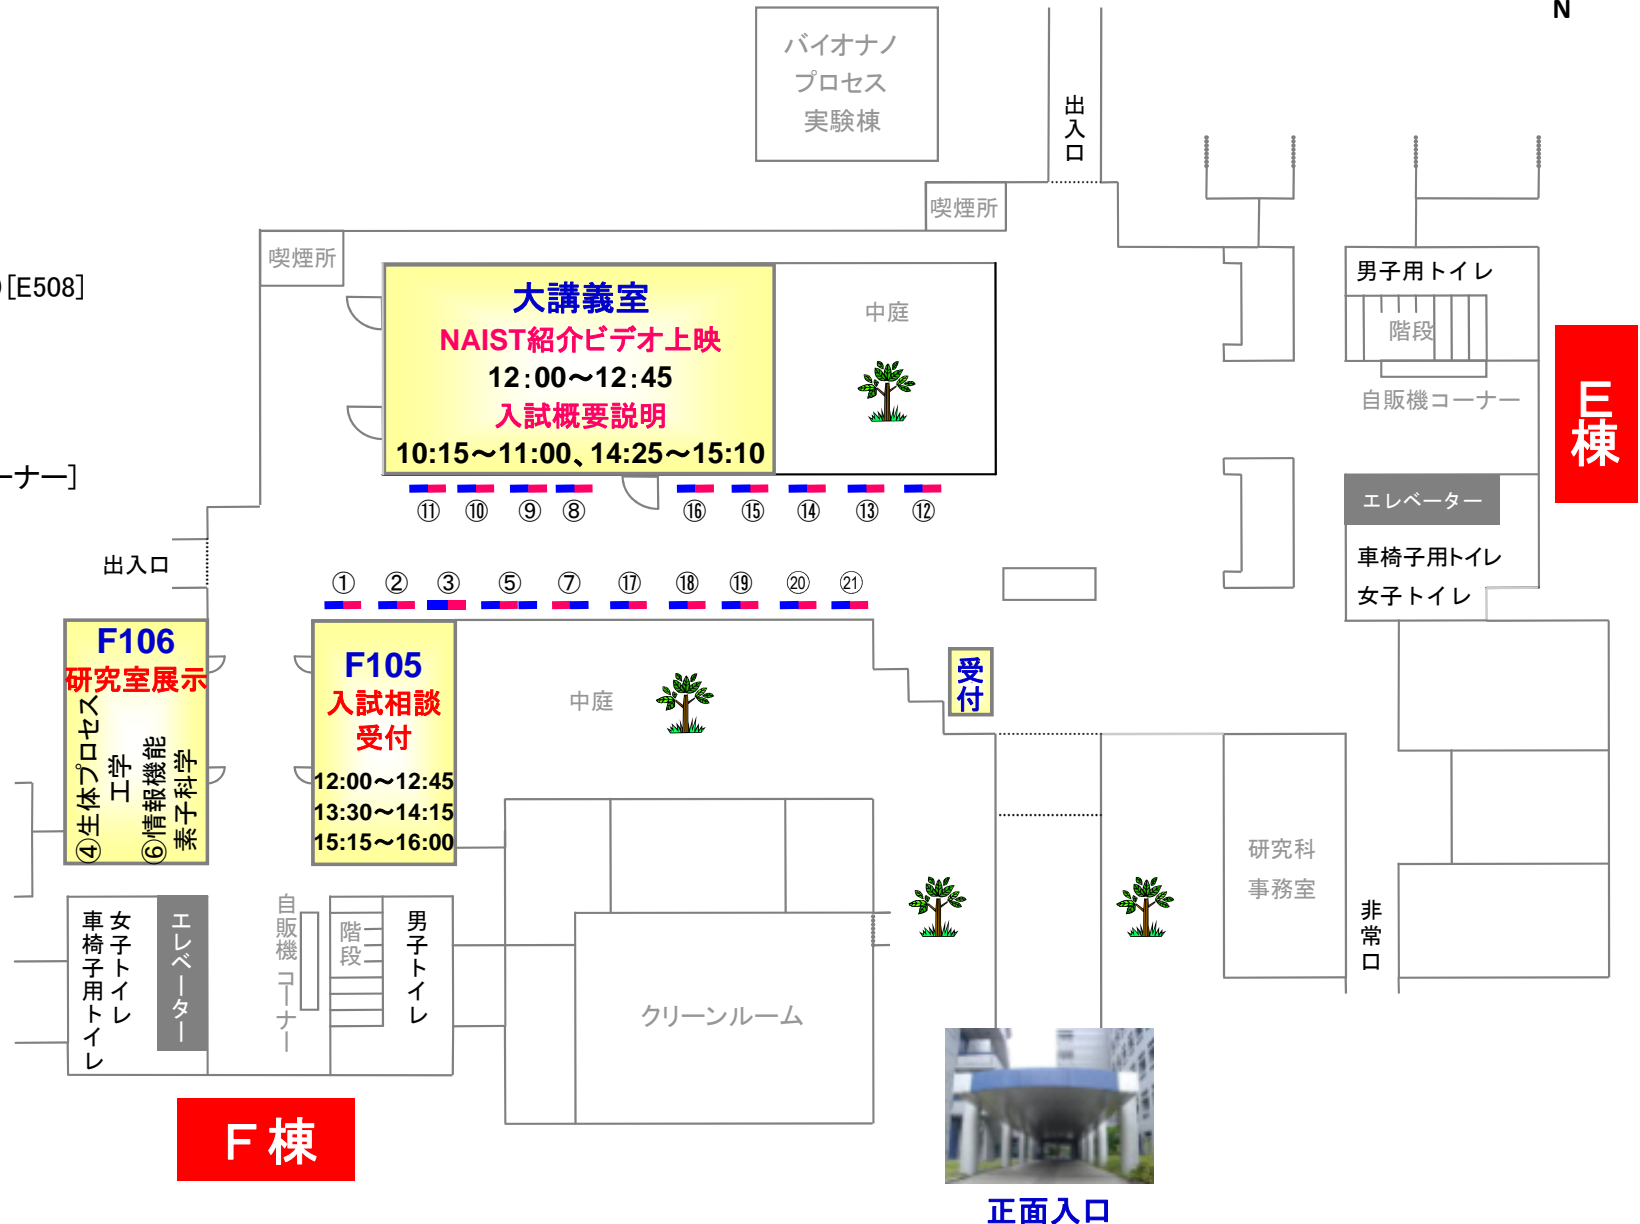 N
バイオナノ
プロセス
実験棟
出入口
喫煙所
喫煙所
[E508]
大講義室
NAIST紹介ビデオ上映
12:00～12:45
入試概要説明
10:15～11:00、14:25～15:10
中庭
男子用トイレ
階段
自販機コーナー
E棟
ーナー]
⑪ ⑩ ⑨ ⑧ ⑯ ⑮ ⑭ ⑬ ⑫
エレベーター
車椅子用トイレ
女子トイレ
出入口
① ② ③ ⑤ ⑦ ⑰ ⑱ ⑲ ⑳ ㉑
F106
研究室展示
④生体プロセス
工学
⑥情報機能
素子科学
F105
入試相談
受付
12:00～12:45
13:30～14:15
15:15～16:00
中庭
受付
研究科
事務室
非常口
女子トイレ
車椅子用トイレ
エレベーター
自販機コーナー
階段
男子トイレ
クリーンルーム
F棟
正面入口